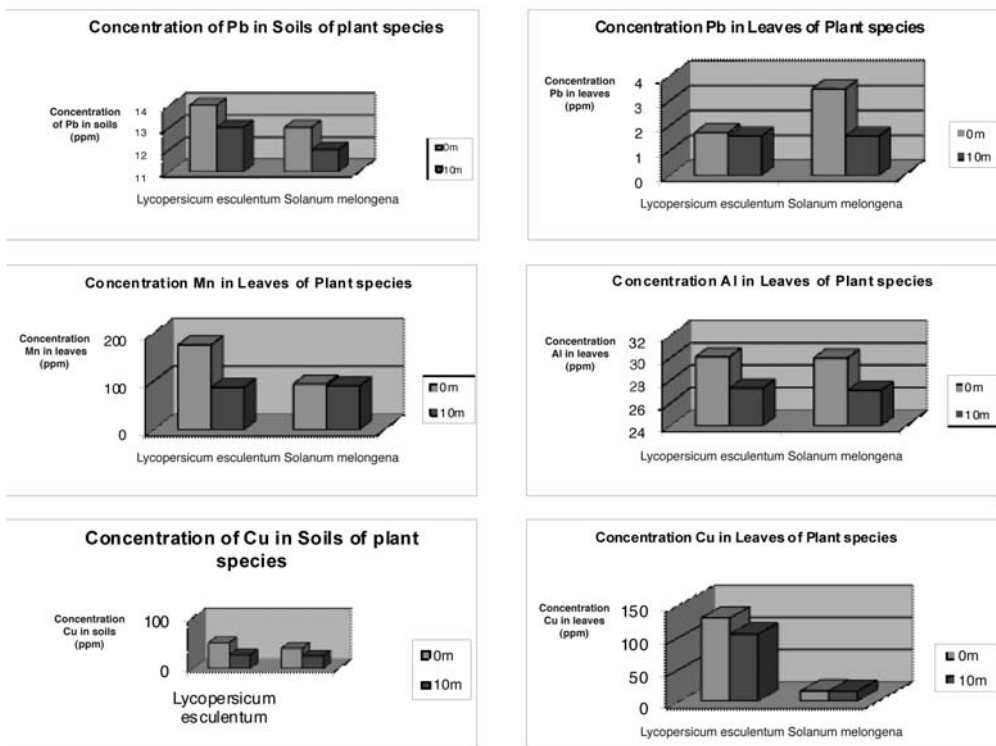 Concentration of Pb in Soils of plant species
Concentration
of Pb in soils
(ppm)
14
13
12
11
0m
10m
Lycopersicum esculentum Solanum melongena
Concentration Pb in Leaves of Plant species
Concentration
Pb in leaves
(ppm)
4
3
2
1
0
0m
10m
Lycopersicum esculentum Solanum melongena
Concentration Mn in Leaves of Plant species
Concentration
Mn in leaves
(ppm)
200
100
0
0m
10m
Lycopersicum esculentum Solanum melongena
Concentration Al in Leaves of Plant species
Concentration
Al in leaves
(ppm)
32
30
28
26
24
0m
10m
Lycopersicum esculentum Solanum melongena
Concentration of Cu in Soils of plant
species
Concentration
Cu in soils
(ppm)
100
0
0m
10m
Lycopersicum
esculentum
Concentration Cu in Leaves of Plant species
Concentration
Cu in leaves
(ppm)
150
100
50
0
0m
10m
Lycopersicum esculentum Solanum melongena